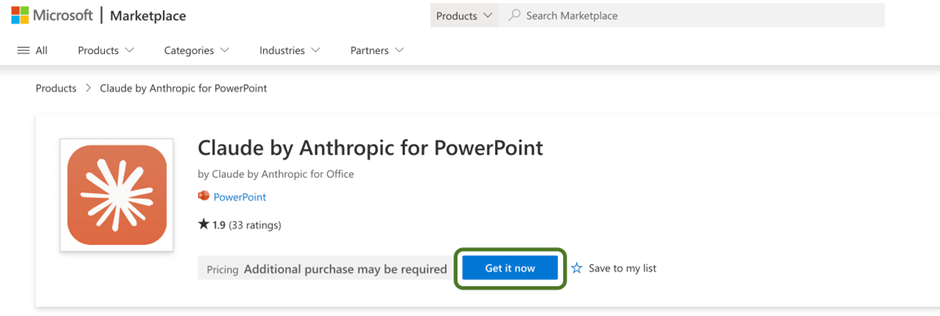 Microsoft | Marketplace
Products
Search Marketplace
All
Products
Categories
Industries
Partners
Products > Claude by Anthropic for PowerPoint
Claude by Anthropic for PowerPoint
by Claude by Anthropic for Office
PowerPoint
★ 1.9 (33 ratings)
Pricing Additional purchase may be required
Get it now
Save to my list